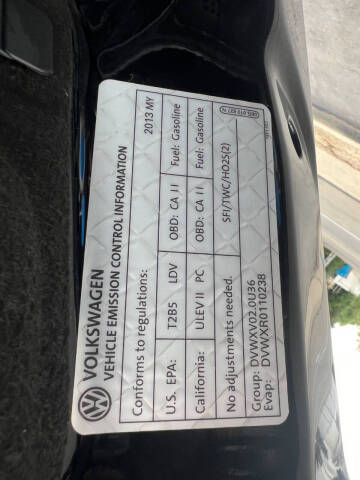 VOLKSWAGEN
VEHICLE EMISSION CONTROL INFORMATION
Conforms to regulations: 2013 MY
U.S. EPA: T2B5 LDV OBD: CA II Fuel: Gasoline
California: ULEV II PC OBD: CA II Fuel: Gasoline
No adjustments needed. SFI/TWC/HO2S(2)
Group: DVWXV02.0U36
Evap: DVWXR0110238